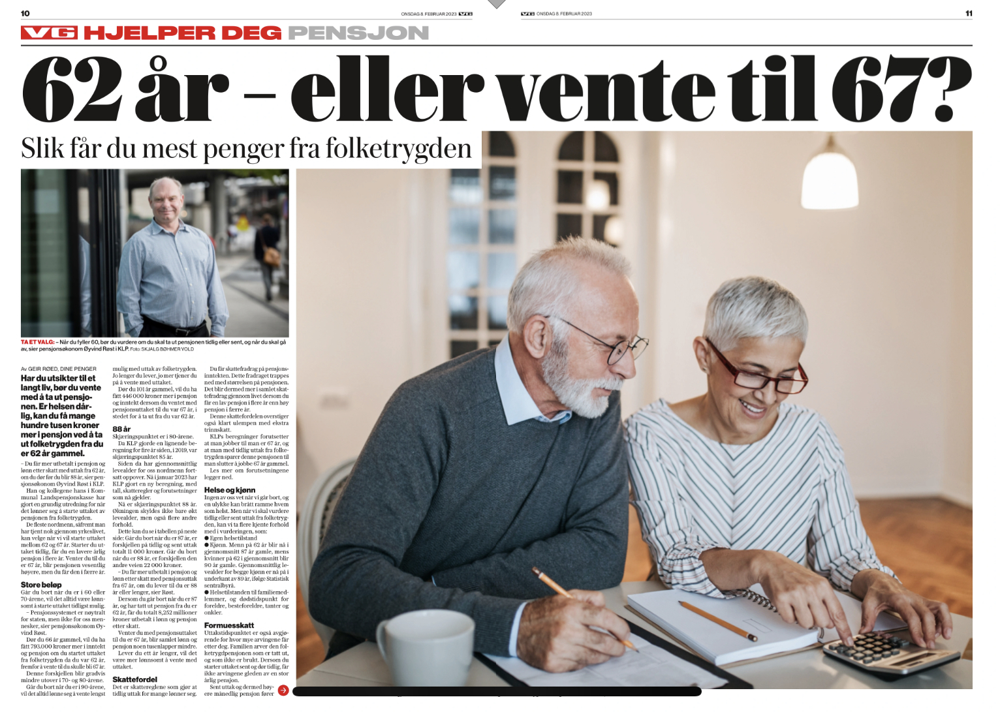 10
ONSDAG 8. FEBRUAR 2023 VG
VG ONSDAG 8. FEBRUAR 2023
11
VG HJELPER DEG PENSJON
62 år – eller vente til 67?
Slik får du mest penger fra folketrygden
TA ET VALG: – Når du fyller 60, bør du vurdere om du skal ta ut pensjonen tidlig eller sent, og når du skal gå
av, sier pensjonsøkonom Øyvind Røst i KLP. Foto: SKJALG BØHMER VOLD
Av GEIR RØED, DINE PENGER
Har du utsikter til et
langt liv, bør du vente
med å ta ut pensjo-
nen. Er helsen dår-
lig, kan du få mange
hundre tusen kroner
mer i pensjon ved å ta
ut folketrygden fra du
er 62 år gammel.
– Du får mer utbetalt i pensjon og
lønn etter skatt med uttak fra 62 år,
om du dør før du blir 88 år, sier pen-
sjonsøkonom Øyvind Røst i KLP.
Han og kollegene hans i Kom-
munal Landspensjonskasse har
gjort en grundig utredning for når
det lønner seg å starte uttaket av
pensjonen fra folketrygden.
De fleste nordmenn, såfremt man
har tjent nok gjennom yrkeslivet,
kan velge når vi vil starte uttaket
mellom 62 og 67 år. Starter du ut-
taket tidlig, får du en lavere årlig
pensjon i flere år. Venter du til du
er 67 år, blir pensjonen vesentlig
høyere, men du får den i færre år.
Store beløp
Går du bort når du er i 60 eller
70-årene, vil det alltid være lønn-
somt å starte uttaket tidligst mulig.
– Pensjonssystemet er nøytralt
for staten, men ikke for oss men-
nesker, sier pensjonsøkonom Øy-
vind Røst.
Dør du 66 år gammel, vil du ha
fått 793.000 kroner mer i inntekt
og pensjon om du startet uttaket
fra folketrygden da du var 62 år,
fremfor å vente til du skulle bli 67 år.
Denne forskjellen blir gradvis
mindre utover i 70- og 80-årene.
Går du bort når du er i 90-årene,
vil det alltid lønne seg å vente lengst
mulig med uttak av folketrygden.
Jo lenger du lever, jo mer tjener du
på å vente med uttaket.
Dør du 101 år gammel, vil du ha
fått 446 000 kroner mer i pensjon
og inntekt dersom du ventet med
pensjonsuttaket til du var 67 år, i
stedet for å ta ut fra du var 62 år.
88 år
Skjæringspunktet er i 80-årene.
Da KLP gjorde en lignende be-
regning for fire år siden, i 2019, var
skjæringspunktet 85 år.
Siden da har gjennomsnittlig
levealder for oss nordmenn fort-
satt oppover. Nå i januar 2023 har
KLP gjort en ny beregning, med
tall, skatteregler og forutsetninger
som nå gjelder.
Nå er skjæringspunktet 88 år.
Økningen skyldes ikke bare økt
levealder, men også flere andre
forhold.
Dette kan du se i tabellen på neste
side: Går du bort når du er 87 år, er
forskjellen på tidlig og sent uttak
totalt 11 000 kroner. Går du bort
når du er 88 år, er forskjellen den
andre veien 22 000 kroner.
– Du får mer utbetalt i pensjon og
lønn etter skatt med pensjonsuttak
fra 67 år, om du lever til du er 88
år eller lenger, sier Røst.
Dersom du går bort når du er 87
år, og har tatt ut pensjon fra du er
62 år, får du totalt 8,252 millioner
kroner utbetalt i lønn og pensjon
etter skatt.
Venter du med pensjonsuttaket
til du er 67 år, blir samlet lønn og
pensjon noen tusenlapper mindre.
Lever du ett år lenger, vil det
være mer lønnsomt å vente med
uttaket.
Skattefordel
Det er skattereglene som gjør at
tidlig uttak for mange lønner seg.
Du får skattefradrag på pensjons-
inntekten. Dette fradraget trappes
ned med størrelsen på pensjonen.
Det blir dermed mer i samlet skat-
tefradrag gjennom livet dersom du
får en lav pensjon i flere år enn høy
pensjon i færre år.
Denne skattefordelen overstiger
også klart ulempen med ekstra
trinnskatt.
KLPs beregninger forutsetter
at man jobber til man er 67 år, og
at man med tidlig uttak fra folke-
trygden sparer denne pensjonen til
man slutter å jobbe 67 år gammel.
Les mer om forutsetningene
legger ned.
Helse og kjønn
Ingen av oss vet når vi går bort, og
en ulykke kan brått ramme hvem
som helst. Men når vi skal vurdere
tidlig eller sent uttak fra folketryg-
den, kan vi ta flere kjente forhold
med i vurderingen, som:
● Egen helsetilstand
● Kjønn. Menn på 62 år blir nå i
gjennomsnitt 87 år gamle, mens
kvinner på 62 i gjennomsnitt blir
90 år gamle. Gjennomsnittlig le-
vealder for begge kjønn er nå på i
underkant av 89 år, ifølge Statistisk
sentralbyrå.
● Helsetilstanden til familiemed-
lemmer, og dødstidspunkt for
foreldre, besteforeldre, tanter og
onkler.
Formuesskatt
Uttakstidspunktet er også avgjø-
rende for hvor mye arvingene får
etter deg. Familien arver den fol-
ketrygdpensjonen som er tatt ut,
og som ikke er brukt. Dersom du
starter uttaket sent og dør tidlig, får
ikke arvingene gleden av en stor
årlig pensjon.
Sent uttak og dermed høy-
ere månedlig pensjon fører